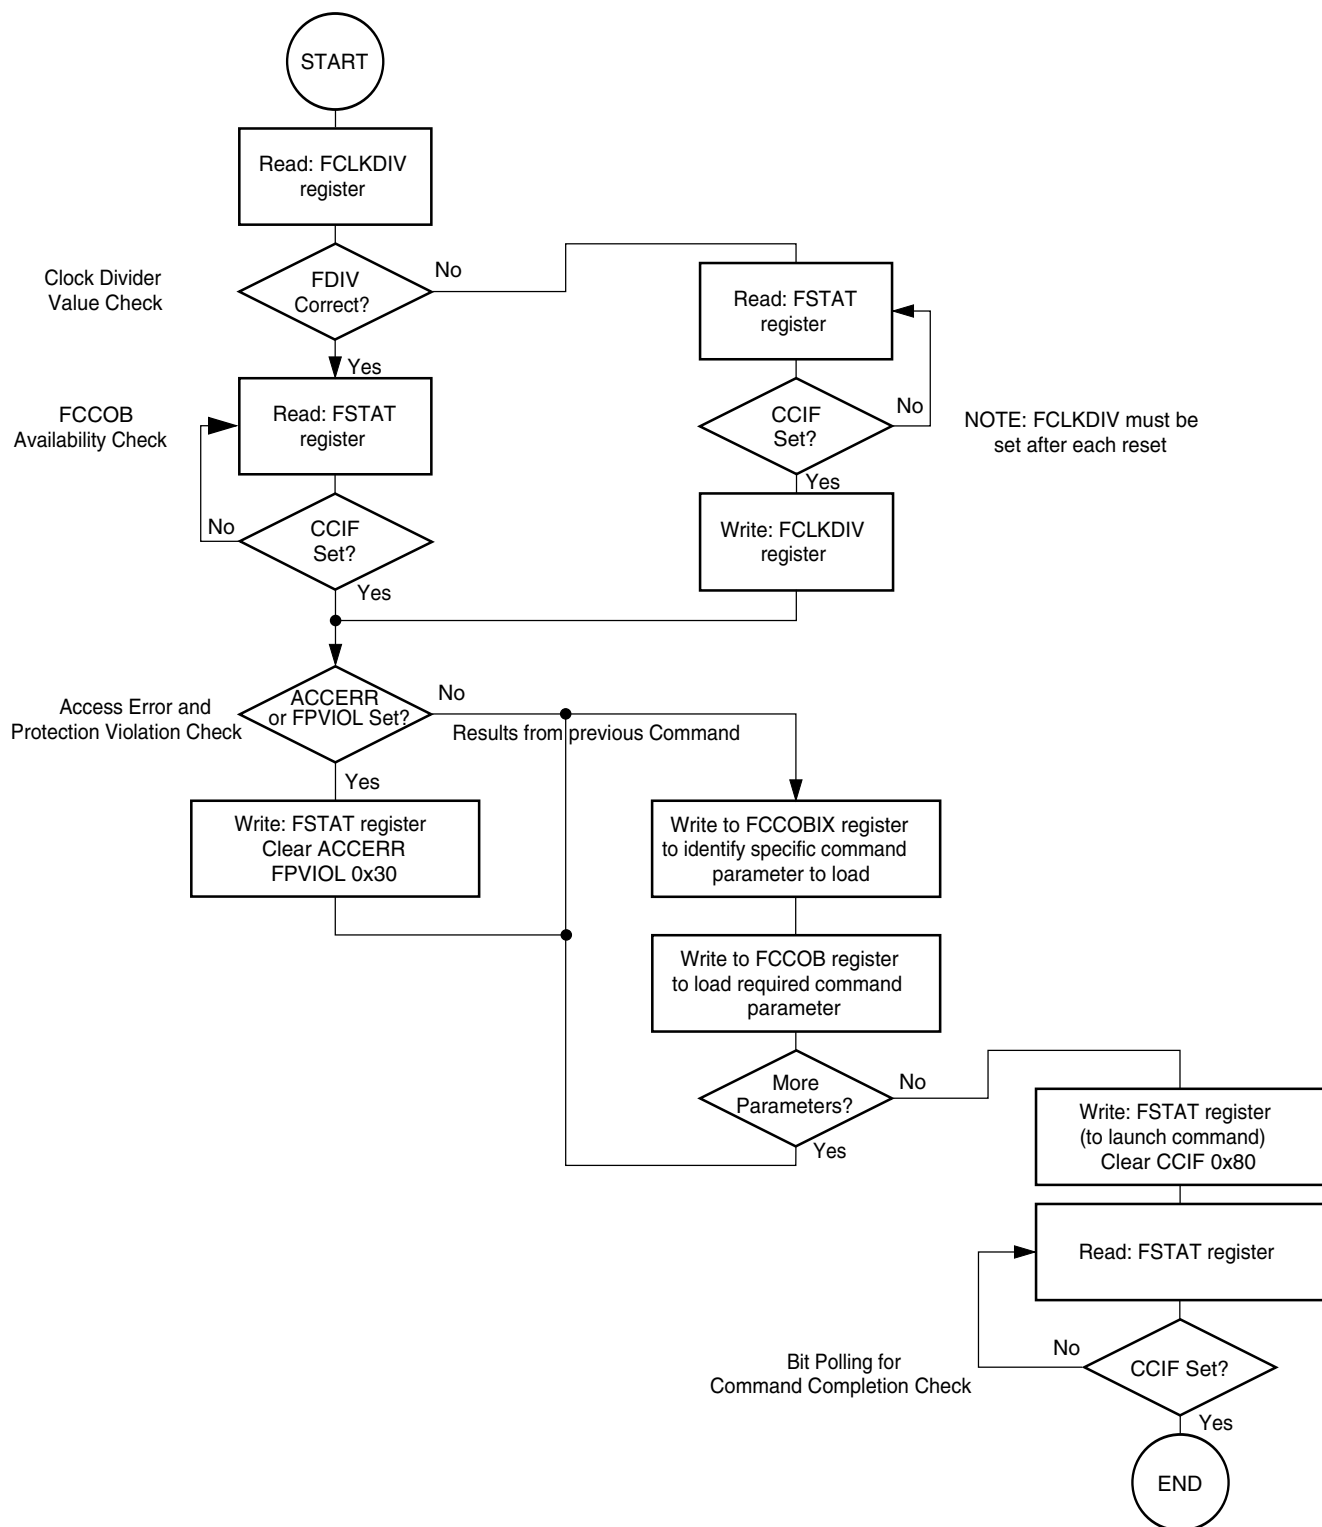 START
Read: FCLKDIV
register
Clock Divider
Value Check
FDIV
Correct?
No
Yes
Read: FSTAT
register
CCIF
Set?
No
Yes
NOTE: FCLKDIV must be
set after each reset
Write: FCLKDIV
register
FCCOB
Availability Check
Read: FSTAT
register
No
CCIF
Set?
Yes
Access Error and
Protection Violation Check
ACCERR
or FPVIOL Set?
No
Results from previous Command
Yes
Write: FSTAT register
Clear ACCERR
FPVIOL 0x30
Write to FCCOBIX register
to identify specific command
parameter to load
Write to FCCOB register
to load required command
parameter
More
Parameters?
No
Yes
Write: FSTAT register
(to launch command)
Clear CCIF 0x80
Read: FSTAT register
Bit Polling for
Command Completion Check
No
CCIF Set?
Yes
END